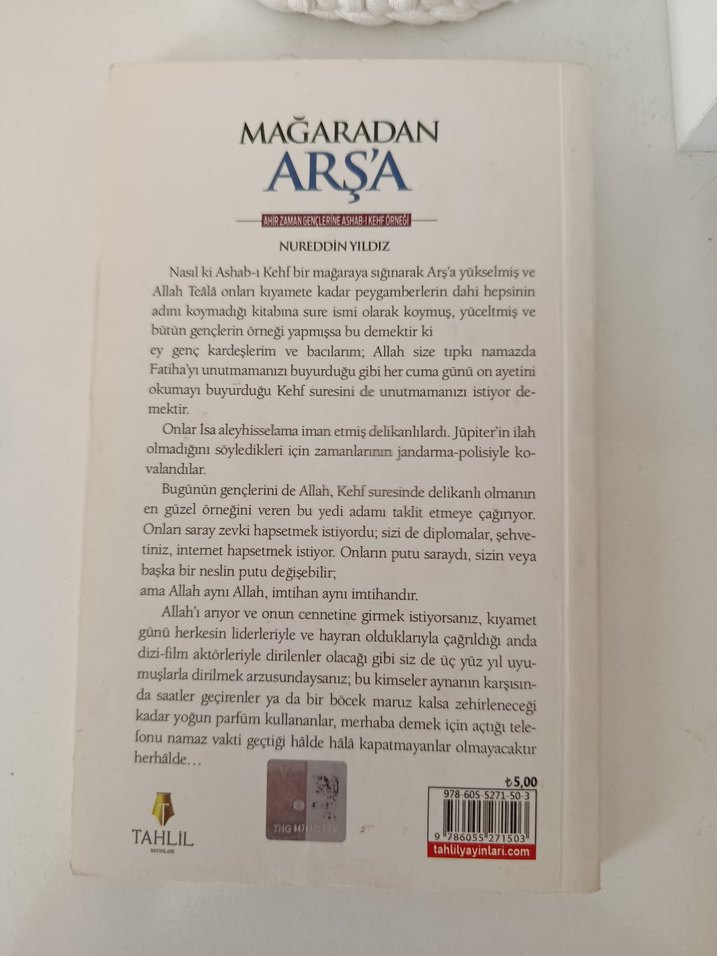 MAĞARADAN
ARŞ'A
AHİR ZAMAN GENÇLERİNE ASHAB-I KEHF ÖRNEĞİ
NUREDDİN YILDIZ
Nasıl ki Ashab-ı Kehf bir mağaraya sığınarak Arş'a yükselmiş ve
Allah Teâlâ onları kıyamete kadar peygamberlerin dahi hepsinin
adını koymadığı kitabına sure ismi olarak koymuş, yüceltmiş ve
bütün gençlerin örneği yapmışsa bu demektir ki
ey genç kardeşlerim ve bacılarım; Allah size tıpkı namazda
Fatiha'yı unutmamanızı buyurduğu gibi her cuma günü on ayetini
okumayı buyurduğu Kehf suresini de unutmamanızı istiyor de-
mektir.
Onlar İsa aleyhisselama iman etmiş delikanlılardı. Jüpiter'in ilah
olmadığını söyledikleri için zamanlarının jandarma-polisiyle ko-
valandılar.
Bugünün gençlerini de Allah, Kehf suresinde delikanlı olmanın
en güzel örneğini veren bu yedi adamı taklit etmeye çağırıyor.
Onları saray zevki hapsetmek istiyordu; sizi de diplomalar, şehve-
tiniz, internet hapsetmek istiyor. Onların putu saraydı, sizin veya
başka bir neslin putu değişebilir;
ama Allah aynı Allah, imtihan aynı imtihandır.
Allah'ı arıyor ve onun cennetine girmek istiyorsanız, kıyamet
günü herkesin liderleriyle ve hayran olduklarıyla çağrıldığı anda
dizi-film aktörleriyle dirilenler olacağı gibi siz de üç yüz yıl uyu-
muşlarla dirilmek arzusundaysanız; bu kimseler aynanın karşısın-
da saatler geçirenler ya da bir böcek maruz kalsa zehirleneceği
kadar yoğun parfüm kullananlar, merhaba demek için açtığı tele-
fonu namaz vakti geçtiği hâlde hâlâ kapatmayanlar olmayacaktır
herhâlde...
₺5,00
978-605-5271-50-3
9 786055 271503
tahlilyayinlari.com
THG
TAHLİL
YAYINLARI